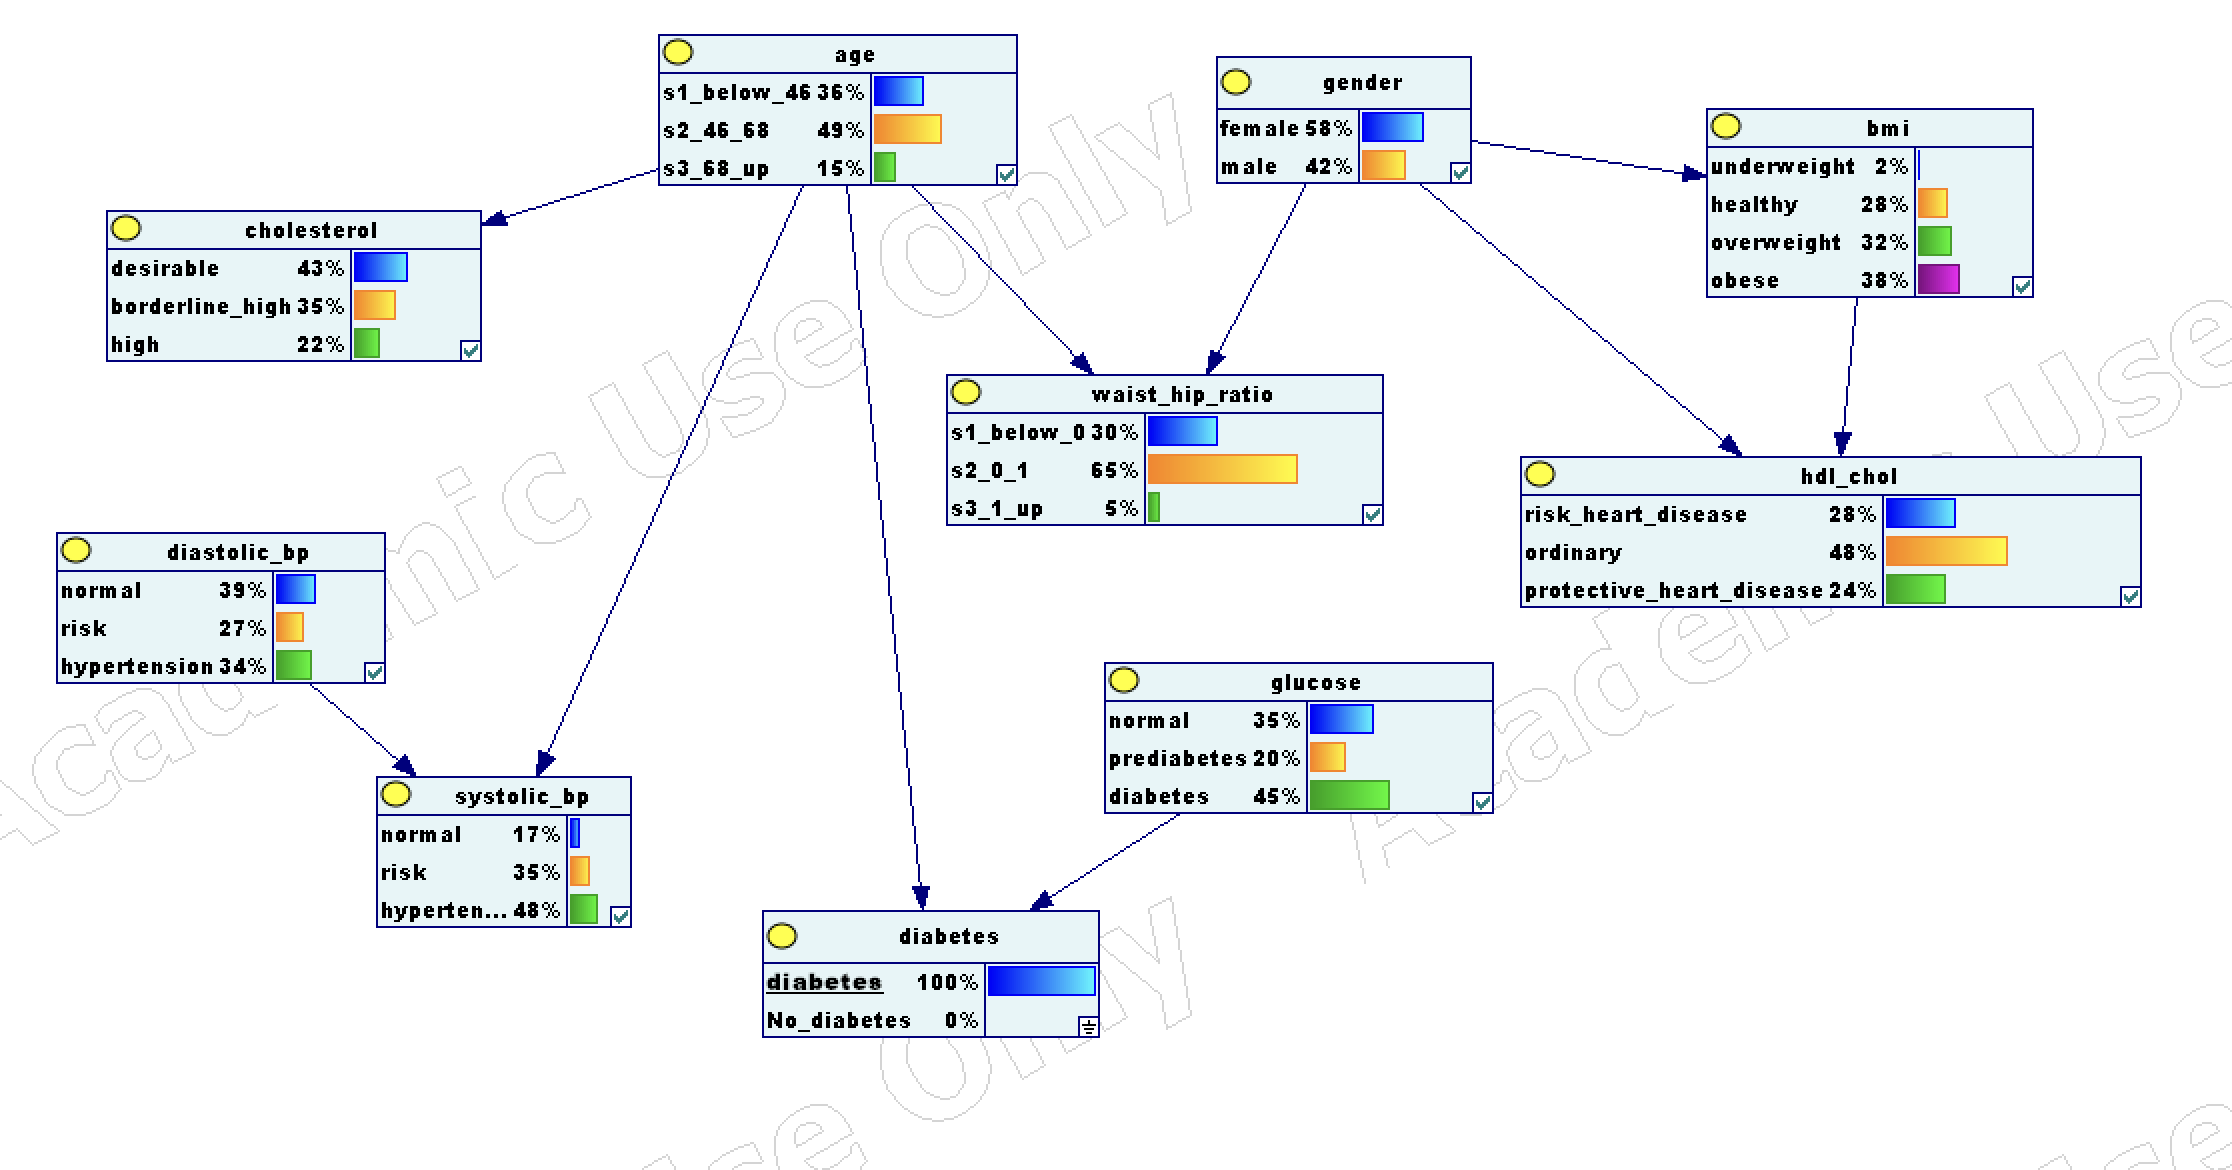 age
s1_below_46 36%
s2_46_68 49%
s3_68_up 15%
gender
female 58%
male 42%
bmi
underweight 2%
healthy 28%
overweight 32%
obese 38%
cholesterol
desirable 43%
borderline_high 35%
high 22%
waist_hip_ratio
s1_below_0 30%
s2_0_1 65%
s3_1_up 5%
hdl_chol
risk_heart_disease 28%
ordinary 48%
protective_heart_disease 24%
diastolic_bp
normal 39%
risk 27%
hypertension 34%
glucose
normal 35%
prediabetes 20%
diabetes 45%
systolic_bp
normal 17%
risk 35%
hyperten... 48%
diabetes
diabetes 100%
No_diabetes 0%
Academic Use Only
Academic Use
Use Only
Use